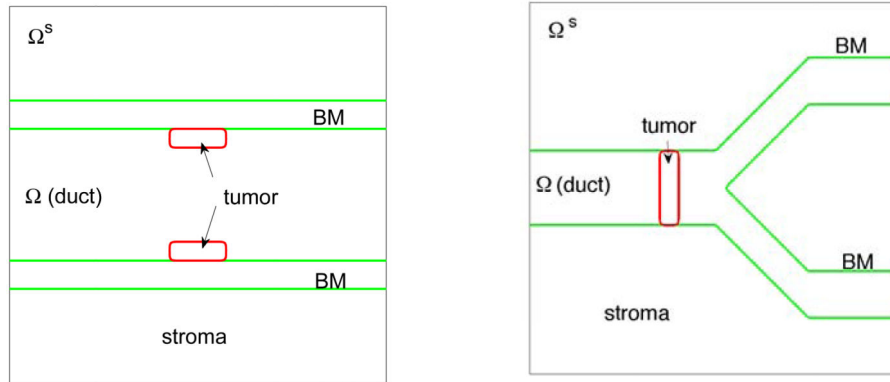 Ωˢ
BM
Ω (duct)
tumor
BM
stroma
Ωˢ
BM
tumor
Ω (duct)
BM
stroma